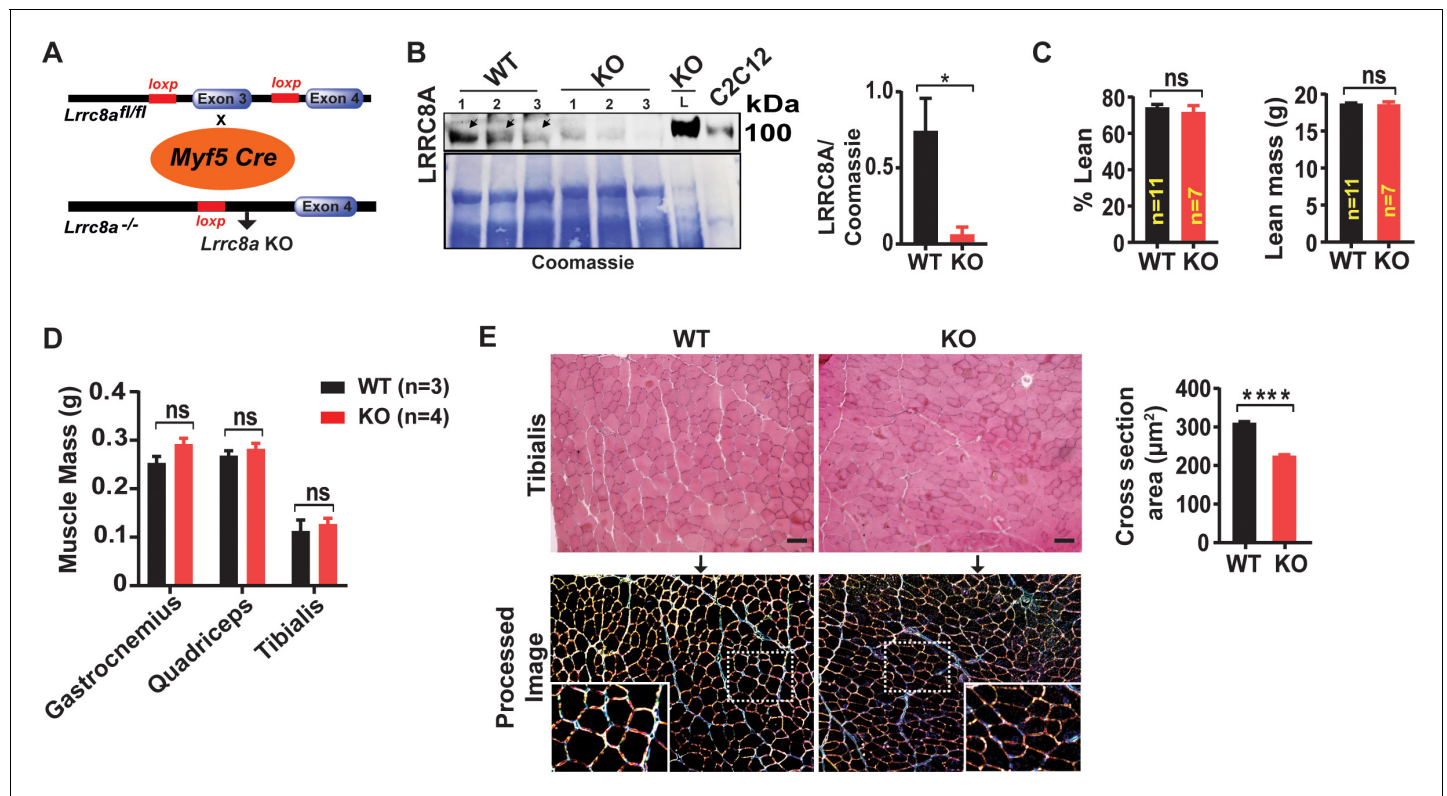 A
loxp
loxp
Lrrc8a fl/fl
Exon 3
Exon 4
x
Myf5 Cre
Lrrc8a -/-
loxp
Exon 4
Lrrc8a KO
B
WT
KO
KO
C2C12
1 2 3 1 2 3 L
kDa
LRRC8A
100
Coomassie
LRRC8A/
Coomassie
1.0
0.5
0
*
WT KO
C
% Lean
80
60
40
20
0
ns
n=11
n=7
WT KO
Lean mass (g)
20
15
10
5
0
ns
n=11
n=7
WT KO
D
Muscle Mass (g)
0.4
0.3
0.2
0.1
0
ns
ns
ns
WT (n=3)
KO (n=4)
Gastrocnemius
Quadriceps
Tibialis
E
WT
KO
Tibialis
Processed
Image
Cross section
area (µm²)
400
300
200
100
0
****
WT KO